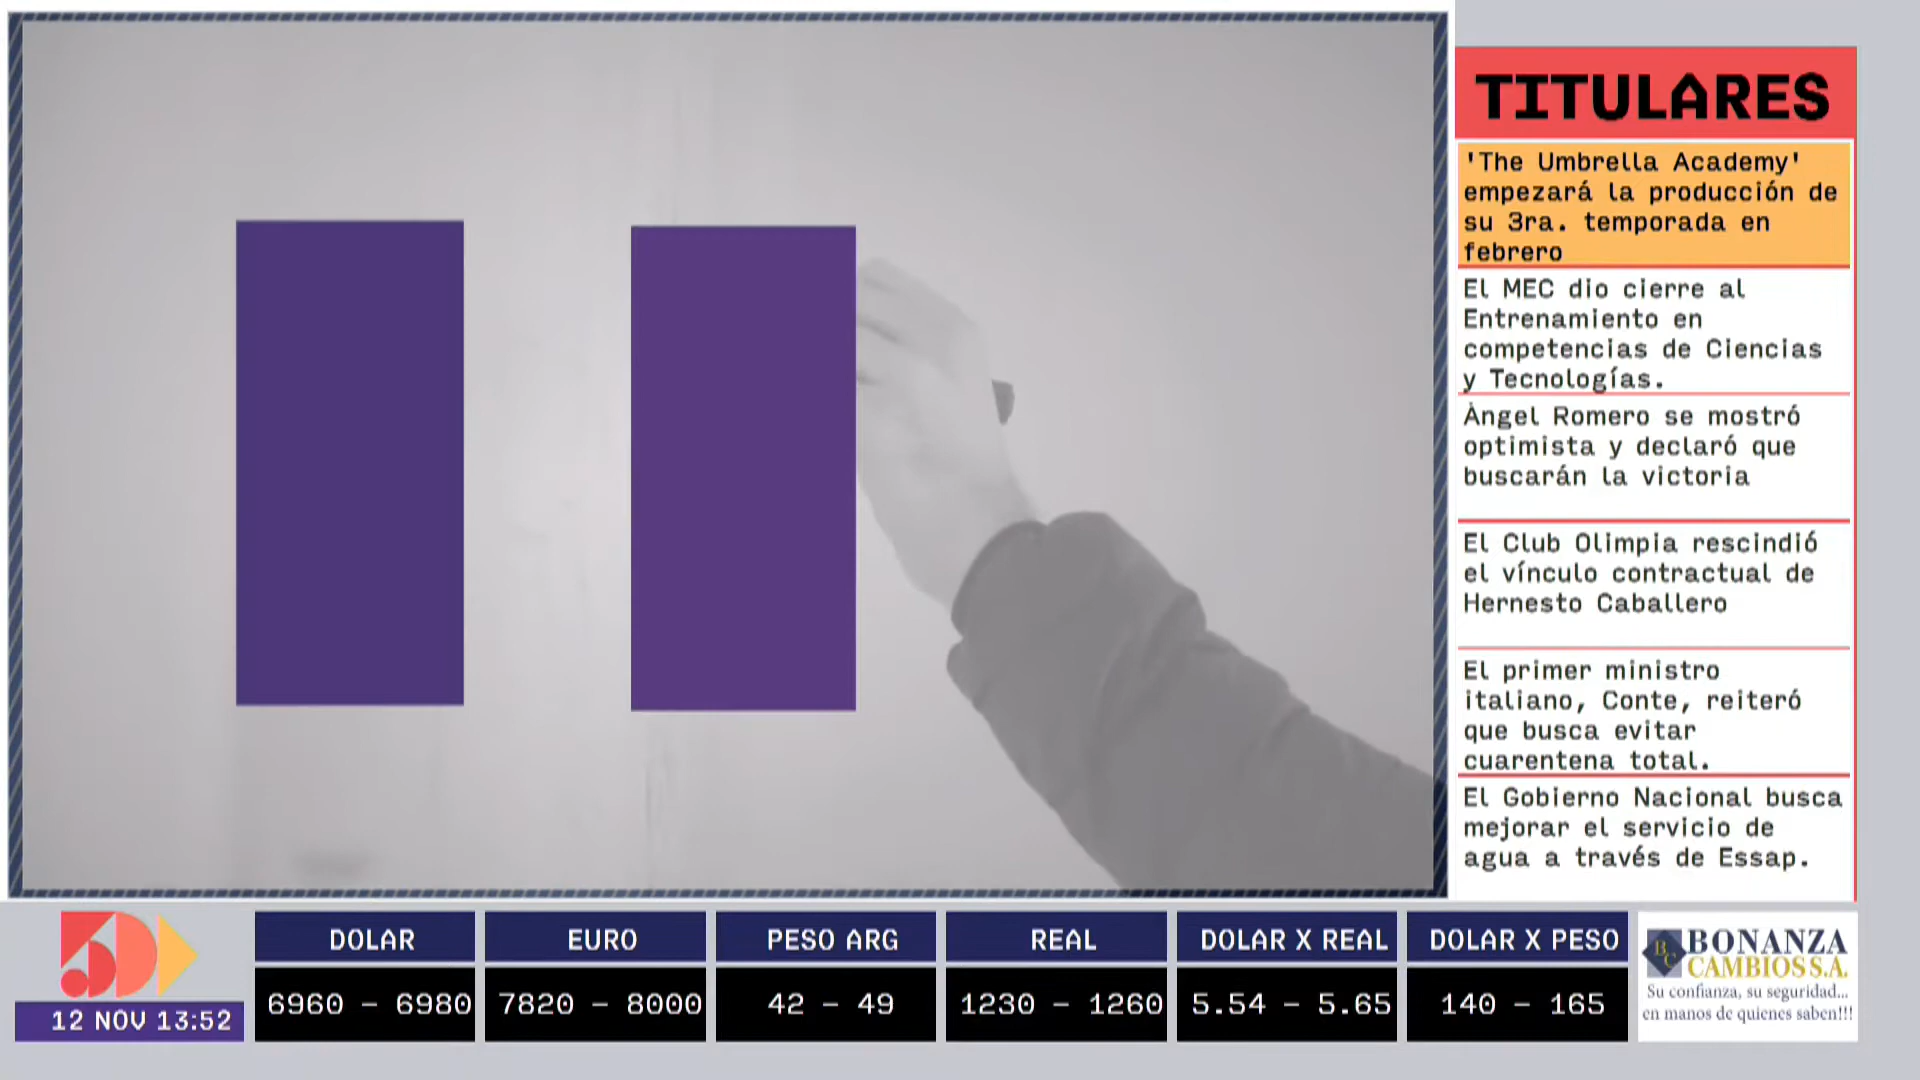 TITULARES
'The Umbrella Academy'
empezará la producción de
su 3ra. temporada en
febrero
El MEC dio cierre al
Entrenamiento en
competencias de Ciencias
y Tecnologías.
Àngel Romero se mostró
optimista y declaró que
buscarán la victoria
El Club Olimpia rescindió
el vínculo contractual de
Hernesto Caballero
El primer ministro
italiano, Conte, reiteró
que busca evitar
cuarentena total.
El Gobierno Nacional busca
mejorar el servicio de
agua a través de Essap.
5D
12 NOV 13:52
DOLAR
6960 - 6980
EURO
7820 - 8000
PESO ARG
42 - 49
REAL
1230 - 1260
DOLAR X REAL
5.54 - 5.65
DOLAR X PESO
140 - 165
BC
BONANZA
CAMBIOS S.A.
Su confianza, su seguridad...
en manos de quienes saben!!!